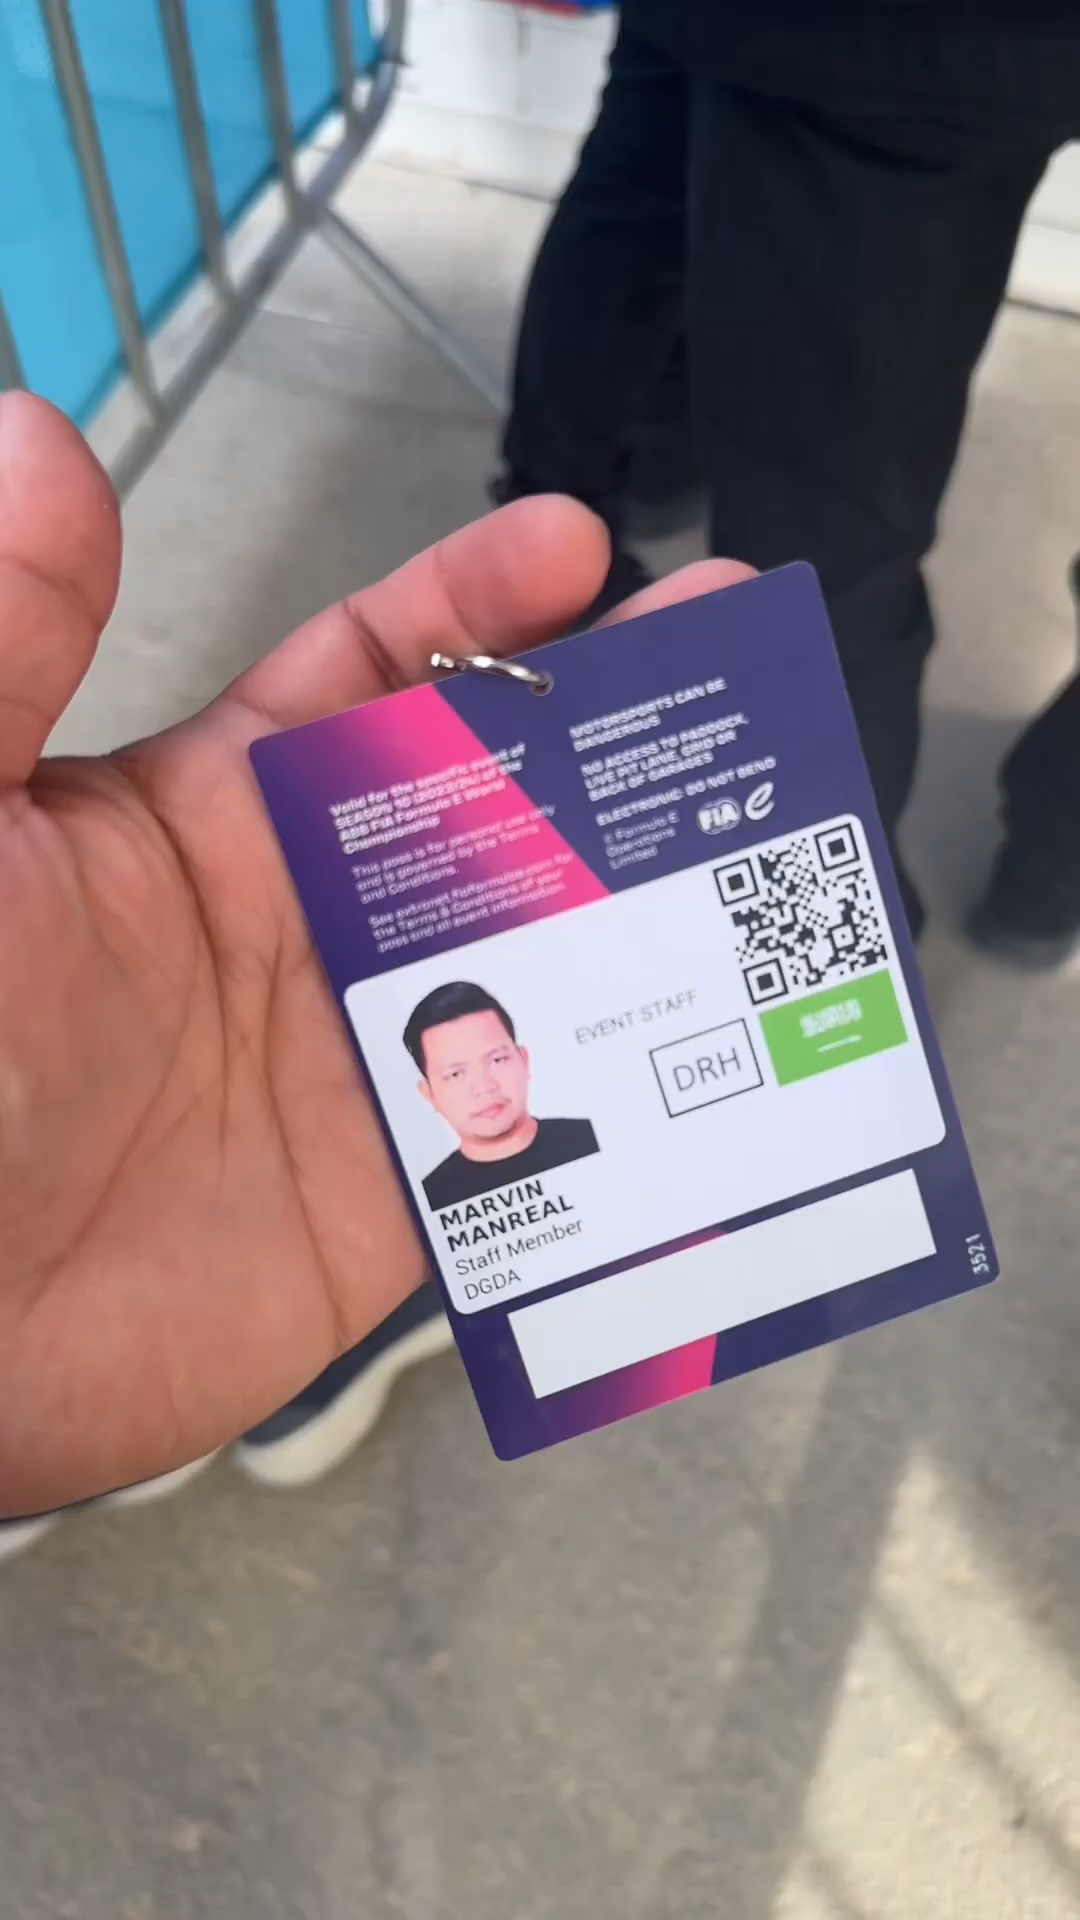 Valid for the specific event of
SEASON 10 (2023/24) of the
ABB FIA Formula E World
Championship
This pass is for personal use only
and is governed by the Terms
and Conditions.
See extranet.fiaformulae.com for
the Terms & Conditions of your
pass and all event information.
MOTORSPORTS CAN BE
DANGEROUS
NO ACCESS TO PADDOCK,
LIVE PIT LANE, GRID OR
BACK OF GARAGES
ELECTRONIC: DO NOT BEND
Formula E
Operations
Limited
FIA
EVENT STAFF
DRH
MARVIN
MANREAL
Staff Member
DGDA
3521